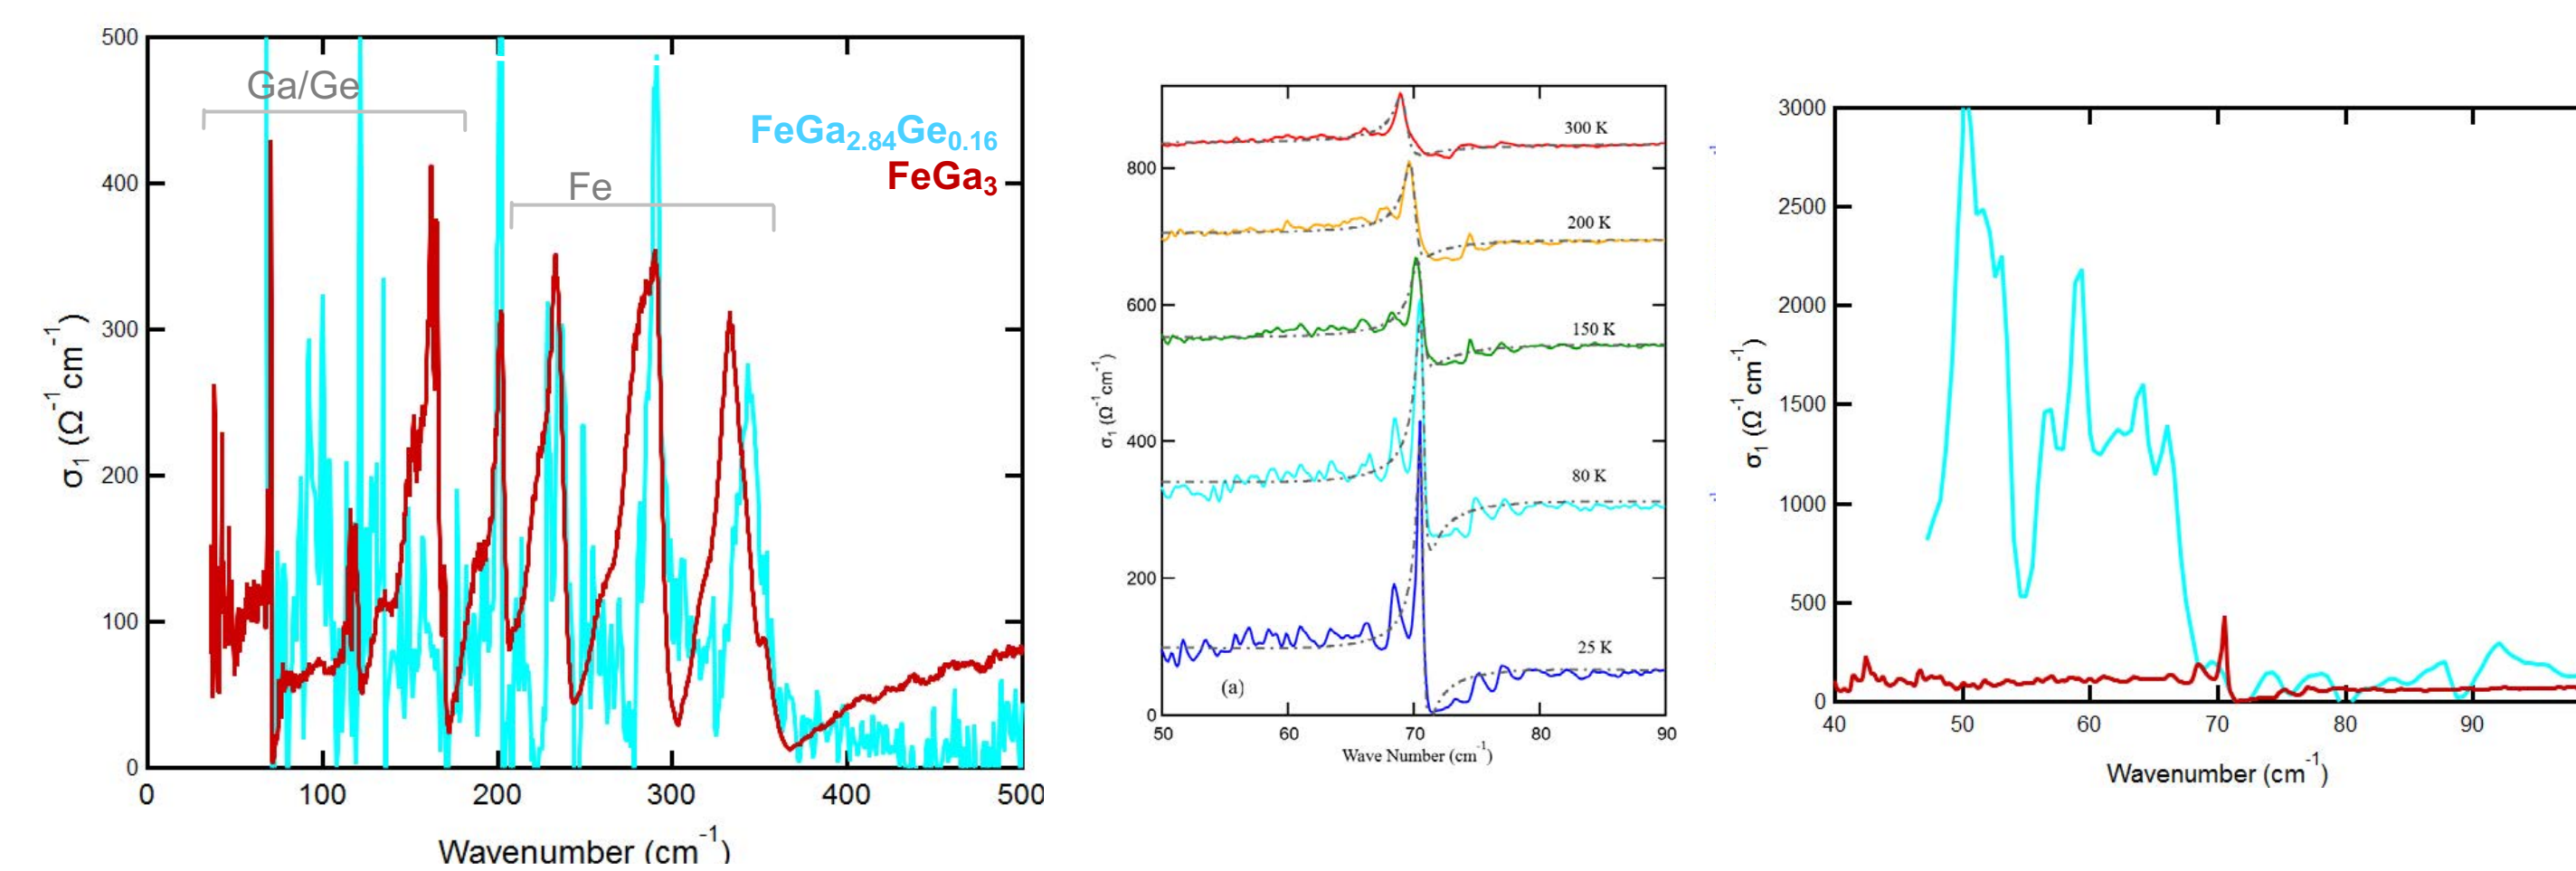 500
400
300
200
100
0
0 100 200 300 400 500
σ₁ (Ω⁻¹cm⁻¹)
Wavenumber (cm⁻¹)
Ga/Ge
Fe
FeGa₂.₈₄Ge₀.₁₆
FeGa₃
800
600
400
200
0
50 60 70 80 90
σ₁ (Ω⁻¹cm⁻¹)
Wave Number (cm⁻¹)
300 K
200 K
150 K
80 K
25 K
(a)
3000
2500
2000
1500
1000
500
0
40 50 60 70 80 90
σ₁ (Ω⁻¹cm⁻¹)
Wavenumber (cm⁻¹)